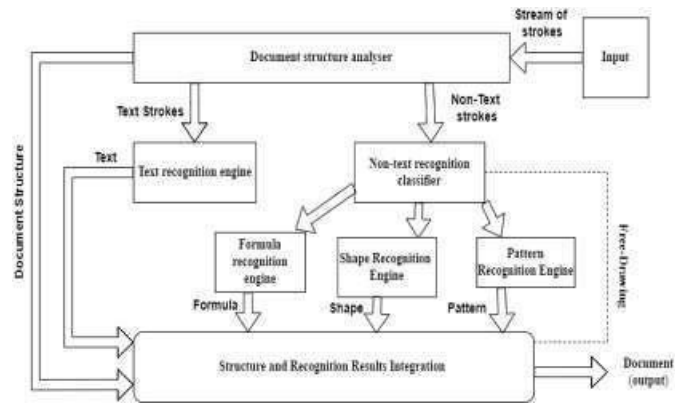 Stream of
strokes
Document structure analyser
Input
Text Strokes
Non-Text
strokes
Text
Text recognition engine
Non-text recognition
classifier
Document Structure
Formula
recognition
engine
Shape Recognition
Engine
Pattern
Recognition Engine
Free-Drawing
Formula
Shape
Pattern
Structure and Recognition Results Integration
Document
(output)